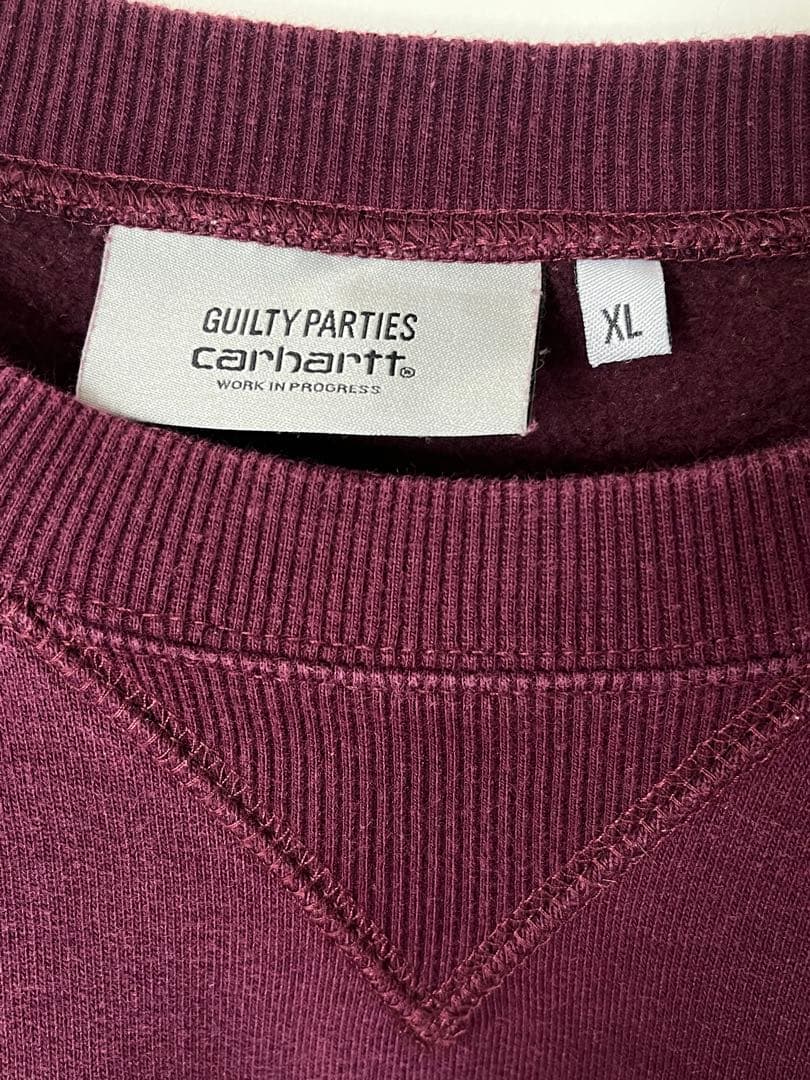 GUILTY PARTIES
carhartt®
WORK IN PROGRESS
XL